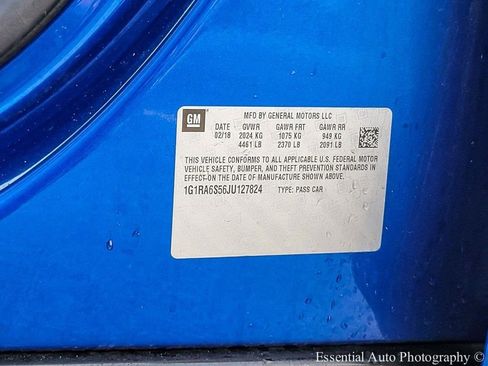 GM
MFD BY GENERAL MOTORS LLC
DATE GVWR GAWR FRT GAWR RR
02/18 2024 KG 1075 KG 949 KG
4461 LB 2370 LB 2091 LB
THIS VEHICLE CONFORMS TO ALL APPLICABLE U.S. FEDERAL MOTOR
VEHICLE SAFETY, BUMPER, AND THEFT PREVENTION STANDARDS IN
EFFECT ON THE DATE OF MANUFACTURE SHOWN ABOVE.
1G1RA6S56JU127824 TYPE: PASS CAR
Essential Auto Photography (c)